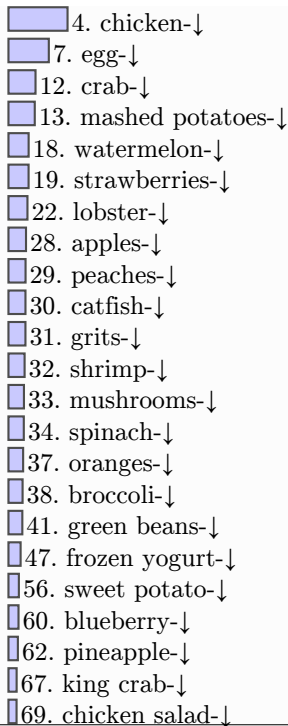 4. chicken-↓
7. egg-↓
12. crab-↓
13. mashed potatoes-↓
18. watermelon-↓
19. strawberries-↓
22. lobster-↓
28. apples-↓
29. peaches-↓
30. catfish-↓
31. grits-↓
32. shrimp-↓
33. mushrooms-↓
34. spinach-↓
37. oranges-↓
38. broccoli-↓
41. green beans-↓
47. frozen yogurt-↓
56. sweet potato-↓
60. blueberry-↓
62. pineapple-↓
67. king crab-↓
69. chicken salad-↓